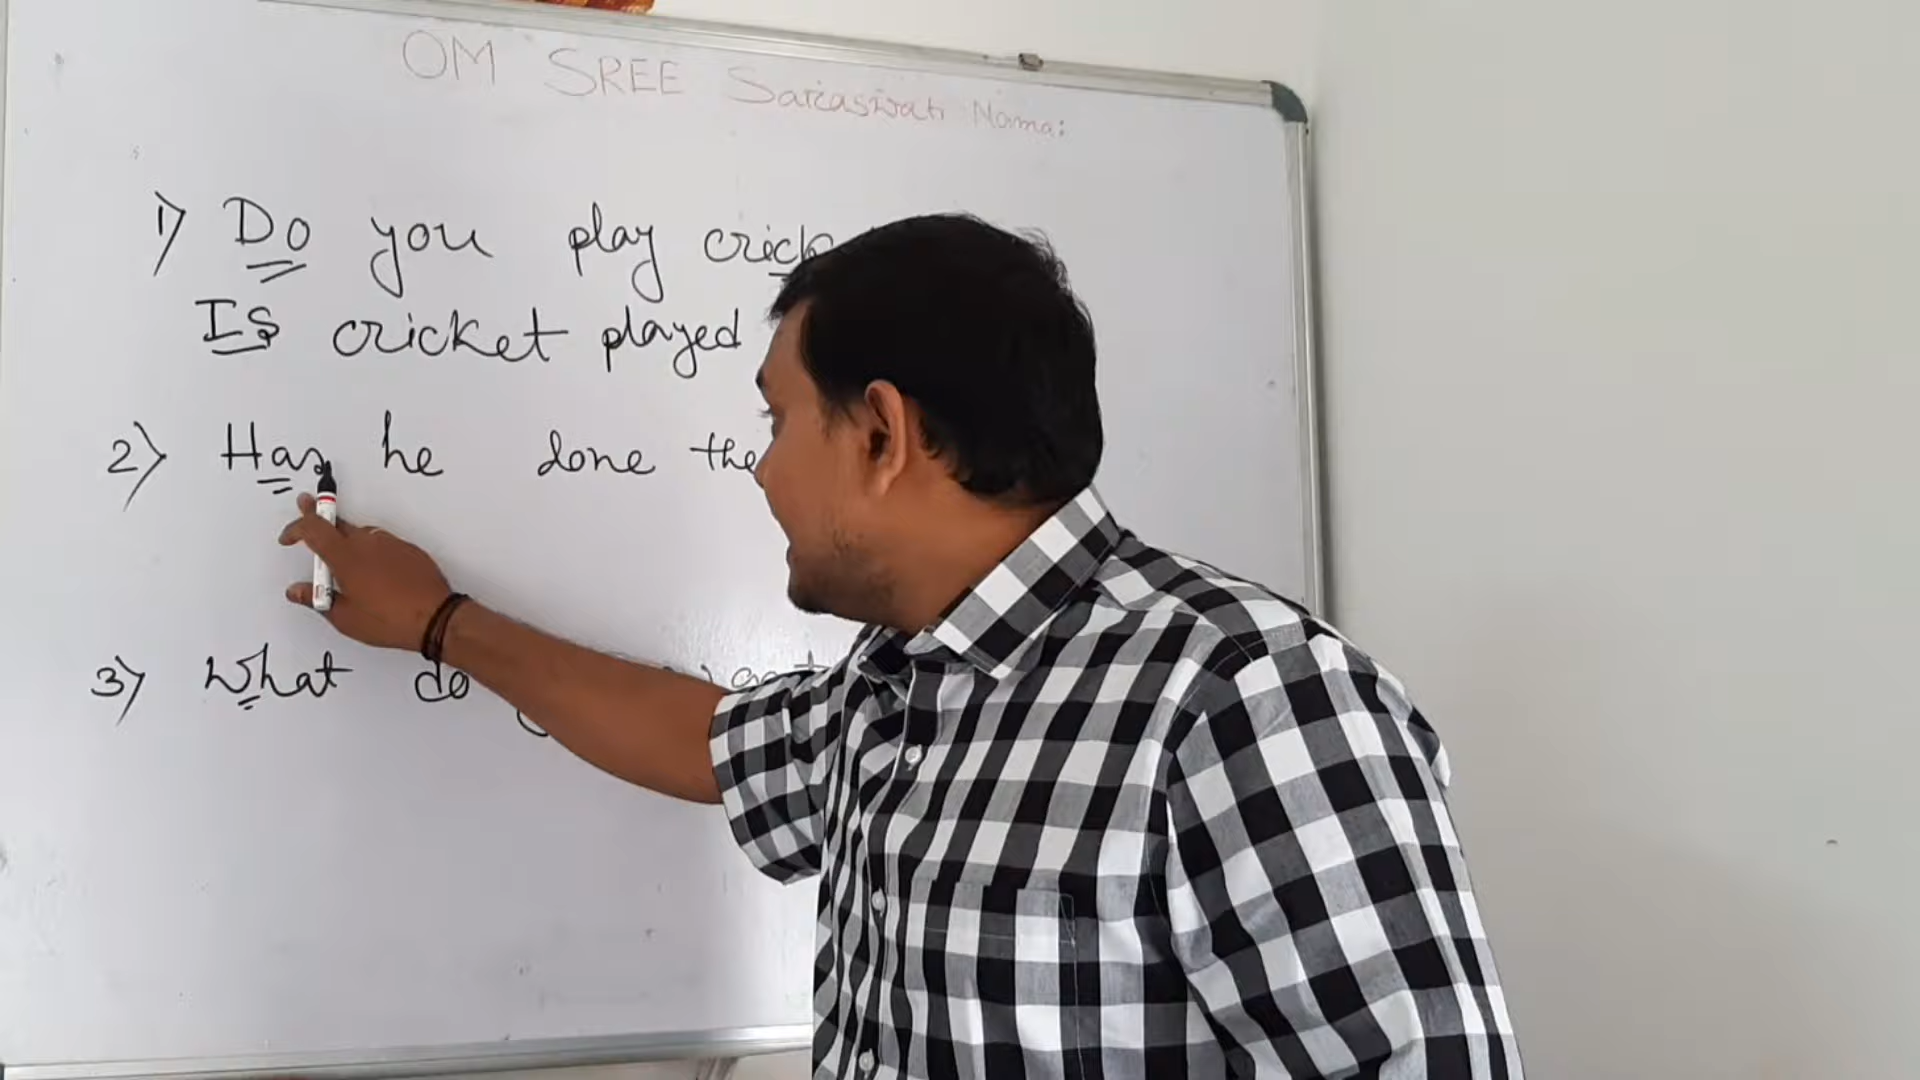 OM SREE Saraswati Nama:
1) Do you play crick
IS cricket played
2) Has he done the
3) What do